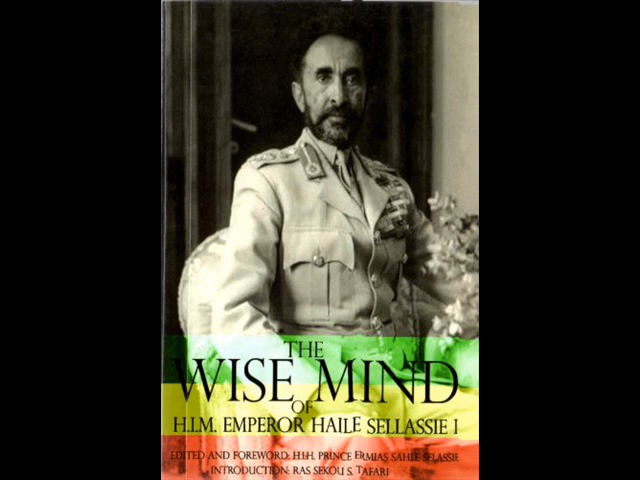 THE
WISE MIND
OF
H.I.M. EMPEROR HAILE SELLASSIE I
EDITED AND FOREWORD: H.I.H. PRINCE ERMIAS SAHLE SELASSIE
INTRODUCTION: RAS SEKOU S. TAFARI